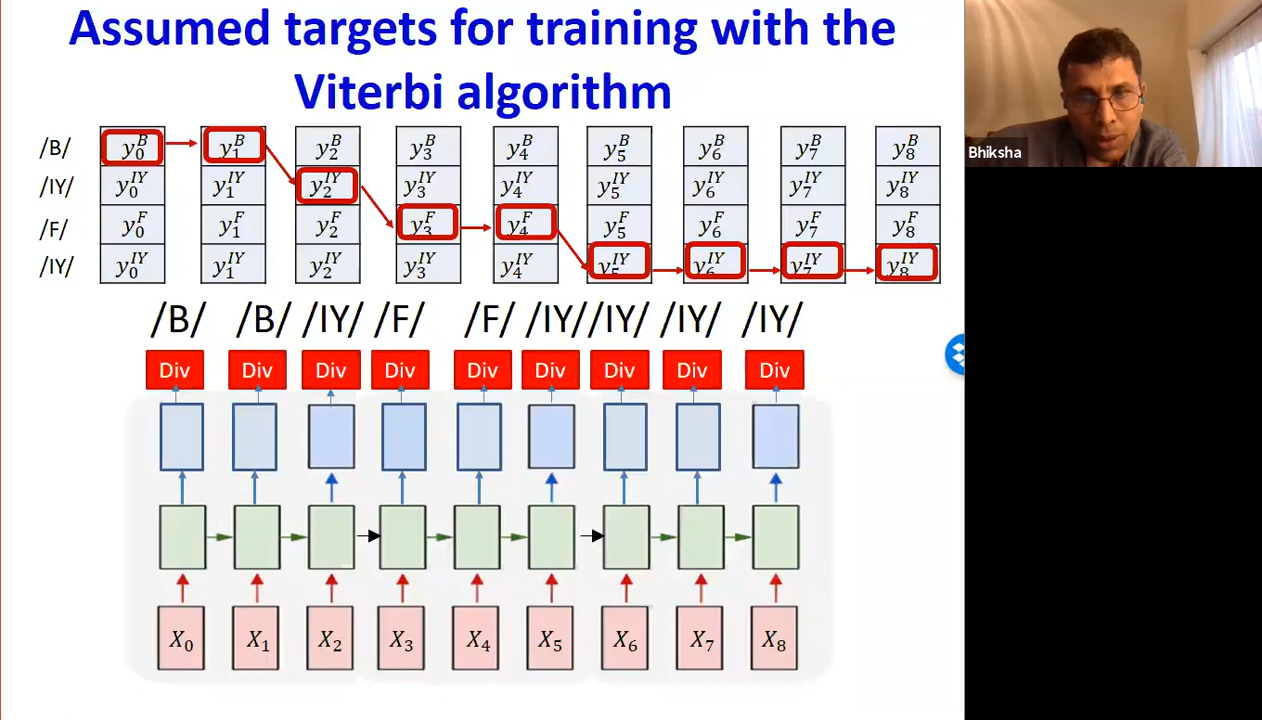 Assumed targets for training with the
Viterbi algorithm
Bhiksha
/B/ y_0^B y_1^B y_2^B y_3^B y_4^B y_5^B y_6^B y_7^B y_8^B
/IY/ y_0^IY y_1^IY y_2^IY y_3^IY y_4^IY y_5^IY y_6^IY y_7^IY y_8^IY
/F/ y_0^F y_1^F y_2^F y_3^F y_4^F y_5^F y_6^F y_7^F y_8^F
/IY/ y_0^IY y_1^IY y_2^IY y_3^IY y_4^IY y_5^IY y_6^IY y_7^IY y_8^IY
/B/ /B/ /IY/ /F/ /F/ /IY/ /IY/ /IY/ /IY/
Div Div Div Div Div Div Div Div Div
X_0 X_1 X_2 X_3 X_4 X_5 X_6 X_7 X_8